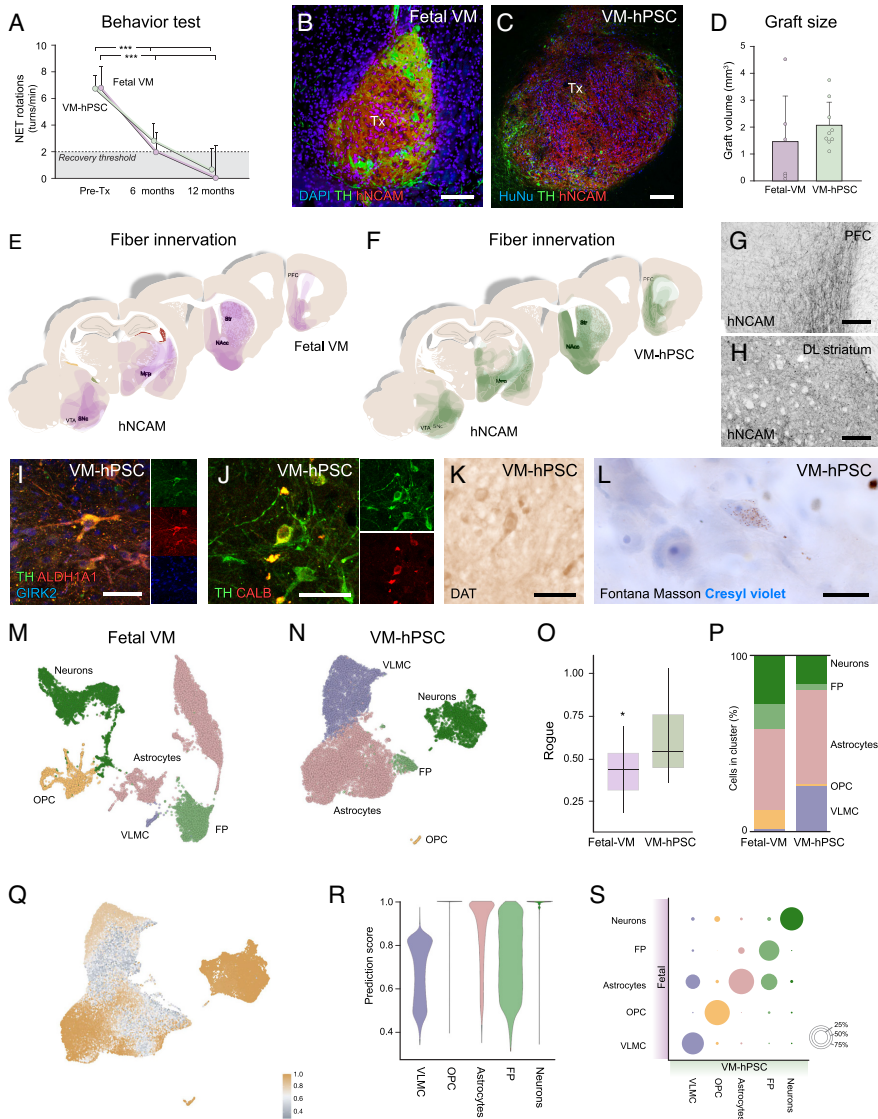 A
Behavior test
10
8
6
4
2
0
NET rotations
(turns/min)
***
***
Fetal VM
VM-hPSC
Recovery threshold
Pre-Tx
6 months
12 months
B
Fetal VM
Tx
DAPI TH hNCAM
C
VM-hPSC
Tx
HuNu TH hNCAM
D
Graft size
Graft volume (mm³)
6
5
4
3
2
1
0
Fetal-VM
VM-hPSC
E
Fiber innervation
PFC
Str
NAcc
MFB
VTA
SNc
Fetal VM
hNCAM
F
Fiber innervation
PFC
Str
NAcc
VTA
SNc
VM-hPSC
hNCAM
G
PFC
hNCAM
H
DL striatum
hNCAM
I
VM-hPSC
TH ALDH1A1
GIRK2
J
VM-hPSC
TH CALB
K
VM-hPSC
DAT
L
VM-hPSC
Fontana Masson Cresyl violet
M
Fetal VM
Neurons
Astrocytes
OPC
VLMC
FP
N
VM-hPSC
VLMC
Neurons
FP
Astrocytes
OPC
O
Rogue
1.00
0.75
0.50
0.25
*
Fetal-VM
VM-hPSC
P
Cells in cluster (%)
100
0
Neurons
FP
Astrocytes
OPC
VLMC
Fetal-VM
VM-hPSC
Q
1.0
0.8
0.6
0.4
R
Prediction score
1.0
0.8
0.6
0.4
VLMC
OPC
Astrocytes
FP
Neurons
S
Fetal
Neurons
FP
Astrocytes
OPC
VLMC
25%
50%
75%
VM-hPSC
VLMC
OPC
Astrocytes
FP
Neurons